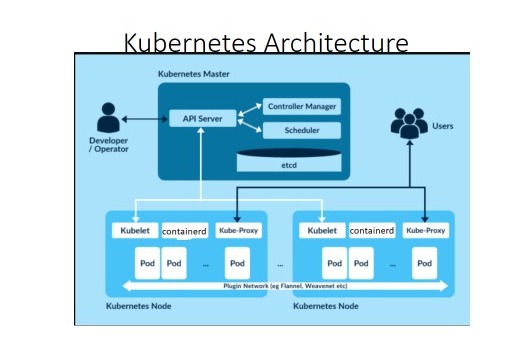 Kubernetes Architecture
Kubernetes Master
API Server
Controller Manager
Scheduler
etcd
Developer
/ Operator
Users
Kubelet containerd Kube-Proxy
Kubelet containerd Kube-Proxy
Pod Pod ... Pod
...
Pod Pod ... Pod
Plugin Network (eg Flannel, Weavenet etc)
Kubernetes Node
Kubernetes Node